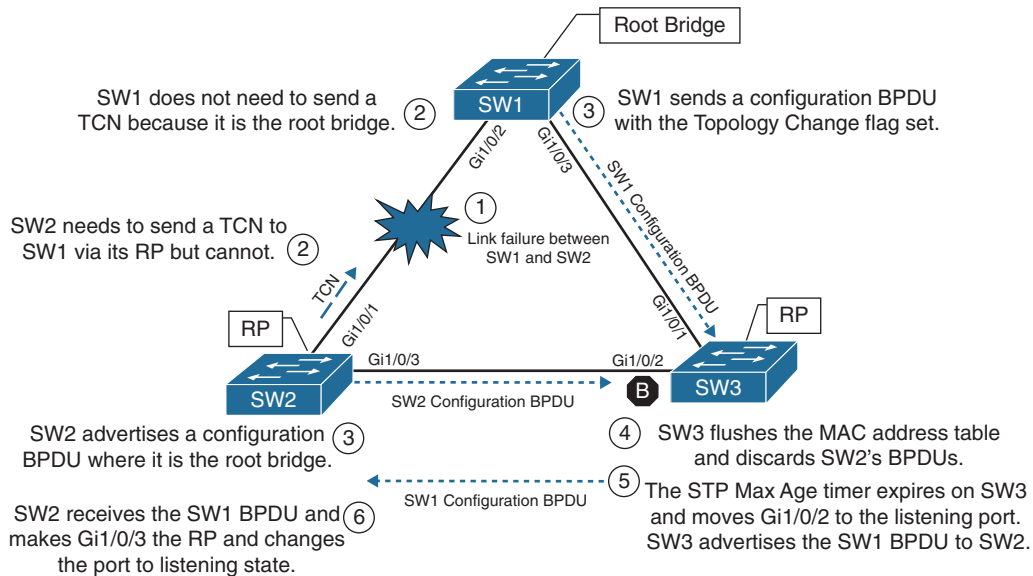 Root Bridge
SW1
SW1 does not need to send a
TCN because it is the root bridge.
2
3
SW1 sends a configuration BPDU
with the Topology Change flag set.
Gi1/0/2
Gi1/0/3
SW1 Configuration BPDU
1
Link failure between
SW1 and SW2
SW2 needs to send a TCN to
SW1 via its RP but cannot.
2
TCN
RP
Gi1/0/1
Gi1/0/1
RP
SW2
Gi1/0/3
Gi1/0/2
B
SW3
SW2 Configuration BPDU
SW2 advertises a configuration
BPDU where it is the root bridge.
3
4
SW3 flushes the MAC address table
and discards SW2's BPDUs.
SW1 Configuration BPDU
5
The STP Max Age timer expires on SW3
and moves Gi1/0/2 to the listening port.
SW3 advertises the SW1 BPDU to SW2.
SW2 receives the SW1 BPDU and
makes Gi1/0/3 the RP and changes
the port to listening state.
6